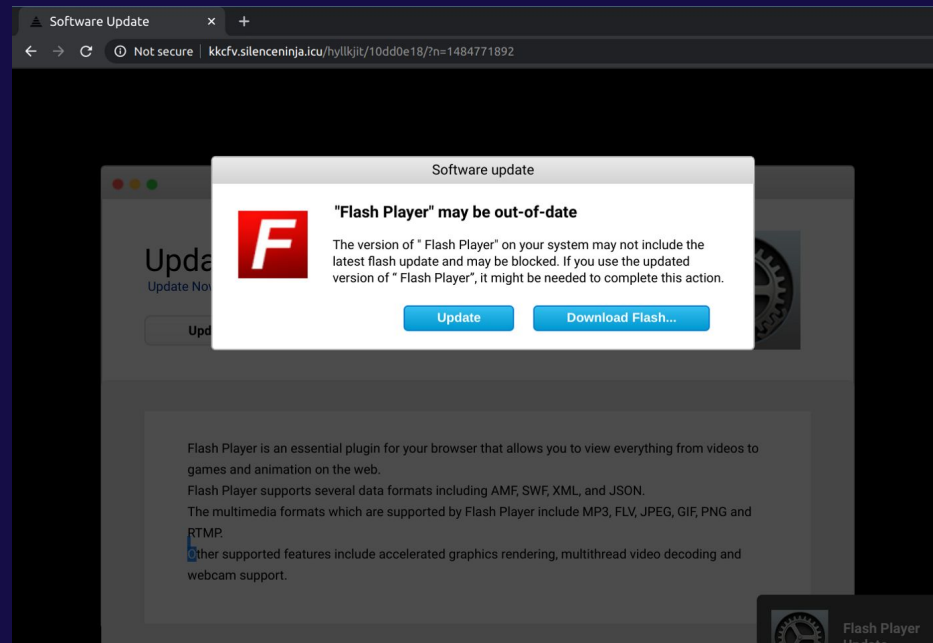 Software Update
Not secure | kkcfv.silenceninja.icu/hyllkjit/10dd0e18/?n=1484771892
Software update
F
"Flash Player" may be out-of-date
The version of " Flash Player" on your system may not include the
latest flash update and may be blocked. If you use the updated
version of “ Flash Player”, it might be needed to complete this action.
Update
Download Flash...
Upda
Update Now
Upd
Flash Player is an essential plugin for your browser that allows you to view everything from videos to
games and animation on the web.
Flash Player supports several data formats including AMF, SWF, XML, and JSON.
The multimedia formats which are supported by Flash Player include MP3, FLV, JPEG, GIF, PNG and
RTMP.
Other supported features include accelerated graphics rendering, multithread video decoding and
webcam support.
Flash Player
Update